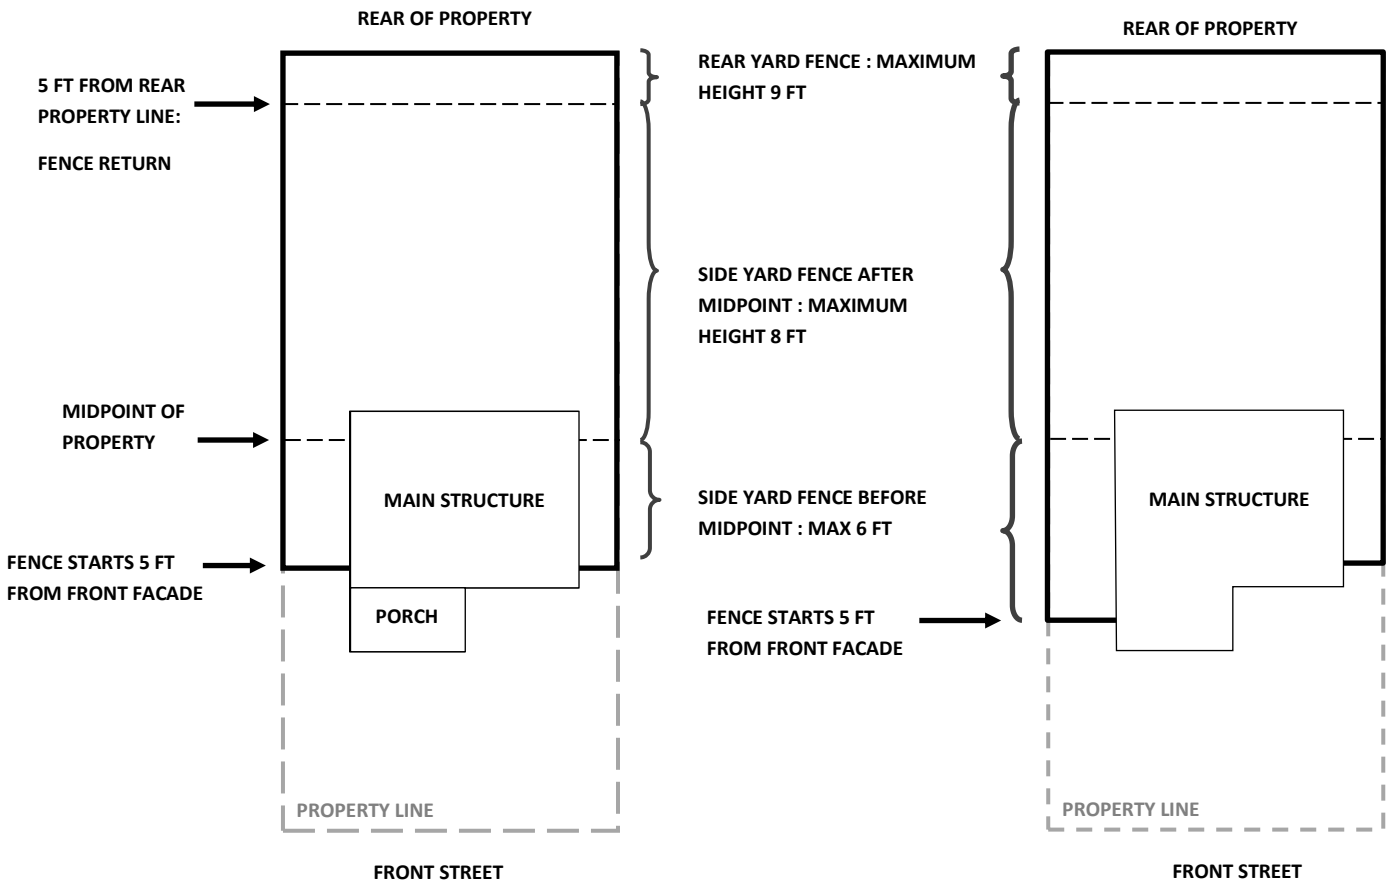 REAR OF PROPERTY
REAR OF PROPERTY
5 FT FROM REAR
PROPERTY LINE:
FENCE RETURN
REAR YARD FENCE : MAXIMUM
HEIGHT 9 FT
SIDE YARD FENCE AFTER
MIDPOINT : MAXIMUM
HEIGHT 8 FT
MIDPOINT OF
PROPERTY
MAIN STRUCTURE
SIDE YARD FENCE BEFORE
MIDPOINT : MAX 6 FT
MAIN STRUCTURE
FENCE STARTS 5 FT
FROM FRONT FACADE
PORCH
FENCE STARTS 5 FT
FROM FRONT FACADE
PROPERTY LINE
PROPERTY LINE
FRONT STREET
FRONT STREET